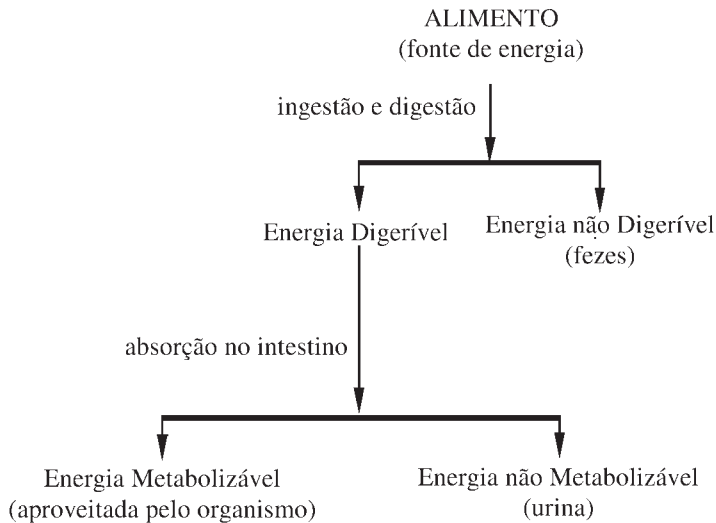 ALIMENTO
(fonte de energia)
ingestão e digestão
Energia Digerível
Energia não Digerível
(fezes)
absorção no intestino
Energia Metabolizável
(aproveitada pelo organismo)
Energia não Metabolizável
(urina)